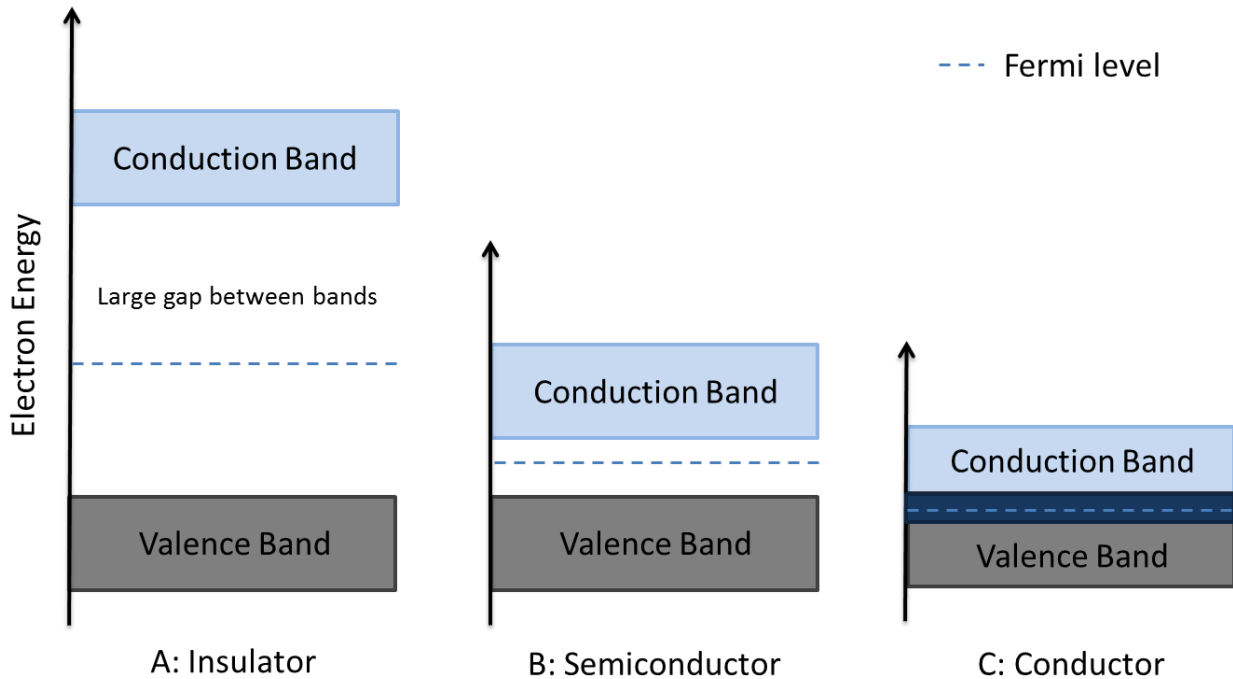 Fermi level
Electron Energy
Conduction Band
Large gap between bands
Valence Band
A: Insulator
Conduction Band
Valence Band
B: Semiconductor
Conduction Band
Valence Band
C: Conductor